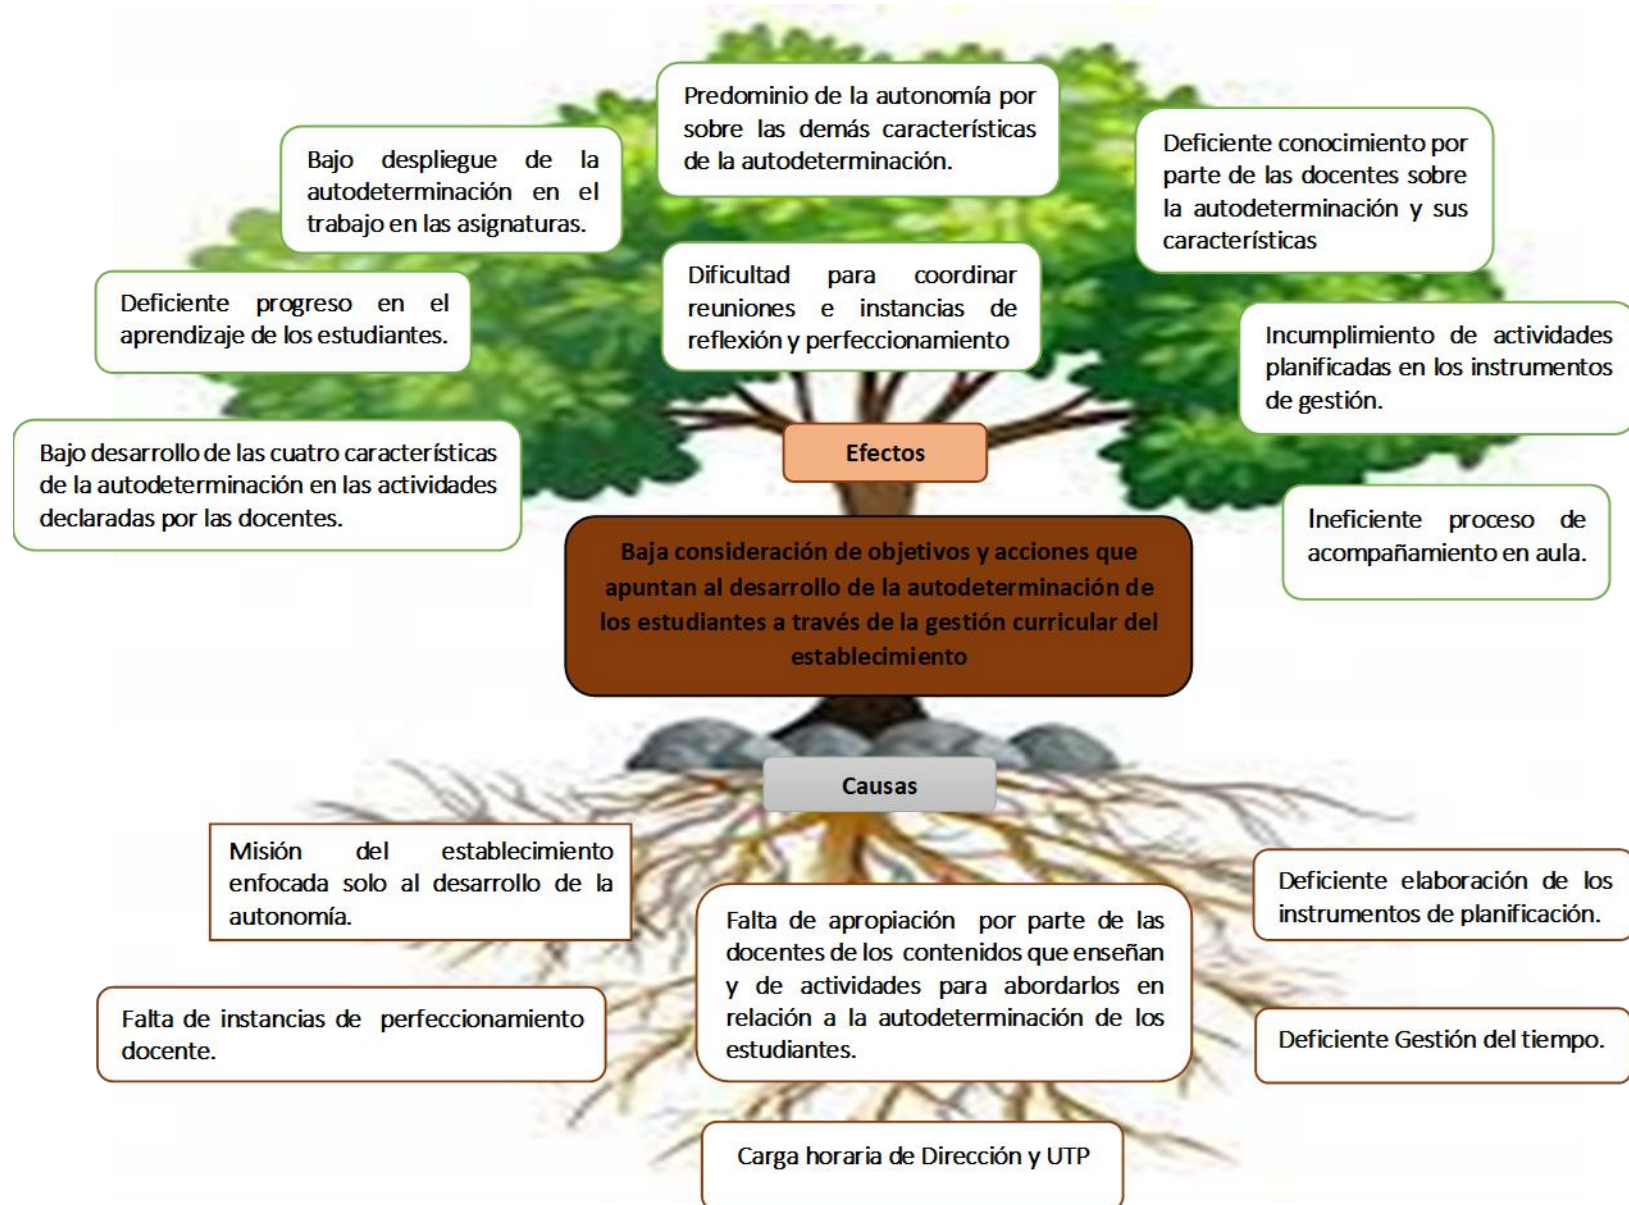 Predominio de la autonomía por
sobre las demás características
de la autodeterminación.
Bajo despliegue de la
autodeterminación en el
trabajo en las asignaturas.
Deficiente conocimiento por
parte de las docentes sobre
la autodeterminación y sus
características
Deficiente progreso en el
aprendizaje de los estudiantes.
Dificultad para coordinar
reuniones e instancias de
reflexión y perfeccionamiento
Incumplimiento de actividades
planificadas en los instrumentos
de gestión.
Bajo desarrollo de las cuatro características
de la autodeterminación en las actividades
declaradas por las docentes.
Efectos
Ineficiente proceso de
acompañamiento en aula.
Baja consideración de objetivos y acciones que
apuntan al desarrollo de la autodeterminación de
los estudiantes a través de la gestión curricular del
establecimiento
Causas
Misión del establecimiento
enfocada solo al desarrollo de la
autonomía.
Falta de apropiación por parte de las
docentes de los contenidos que enseñan
y de actividades para abordarlos en
relación a la autodeterminación de los
estudiantes.
Deficiente elaboración de los
instrumentos de planificación.
Falta de instancias de perfeccionamiento
docente.
Deficiente Gestión del tiempo.
Carga horaria de Dirección y UTP